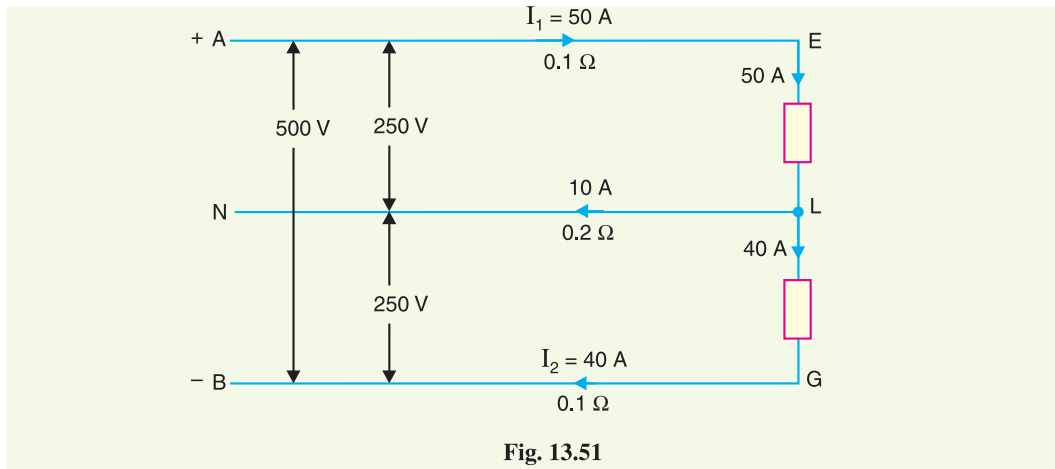 I₁ = 50 A
+ A
E
0.1 Ω
50 A
500 V
250 V
10 A
N
L
0.2 Ω
40 A
250 V
I₂ = 40 A
− B
G
0.1 Ω
Fig. 13.51